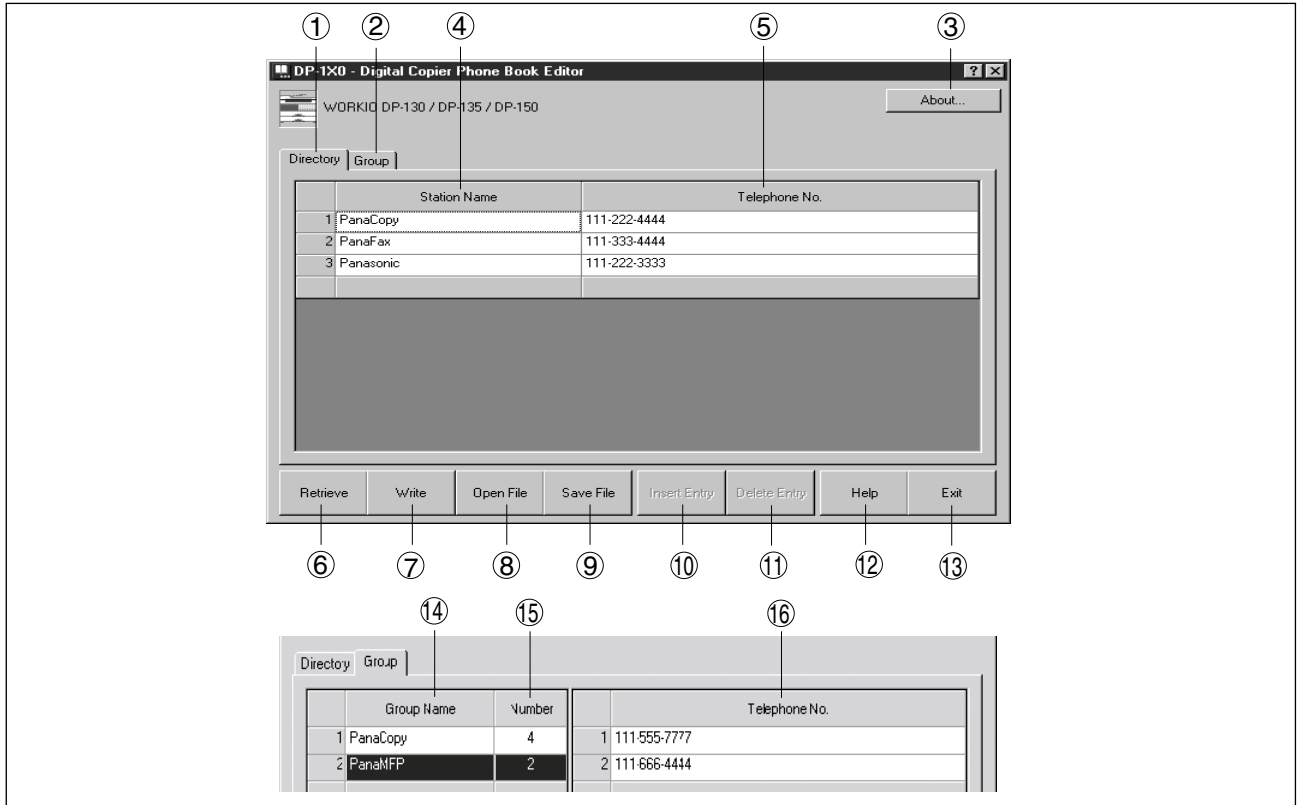 ① ② ④ ⑤ ③
DP-1X0 - Digital Copier Phone Book Editor
WORKIO DP-130 / DP-135 / DP-150 About...
Directory Group
Station Name Telephone No.
1 PanaCopy 111-222-4444
2 PanaFax 111-333-4444
3 Panasonic 111-222-3333
Retrieve Write Open File Save File Insert Entry Delete Entry Help Exit
⑥ ⑦ ⑧ ⑨ ⑩ ⑪ ⑫ ⑬
⑭ ⑮ ⑯
Directory Group
Group Name Number Telephone No.
1 PanaCopy 4 1 111-555-7777
2 PanaMFP 2 2 111-666-4444